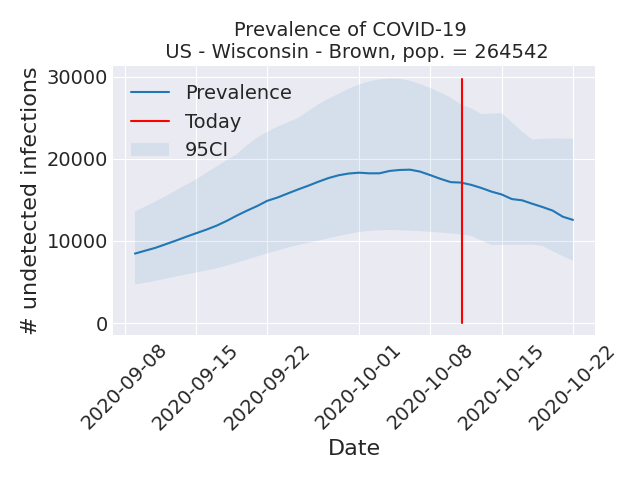 Prevalence of COVID-19
US - Wisconsin - Brown, pop. = 264542
# undetected infections
30000
20000
10000
0
Prevalence
Today
95CI
2020-09-08
2020-09-15
2020-09-22
2020-10-01
2020-10-08
2020-10-15
2020-10-22
Date